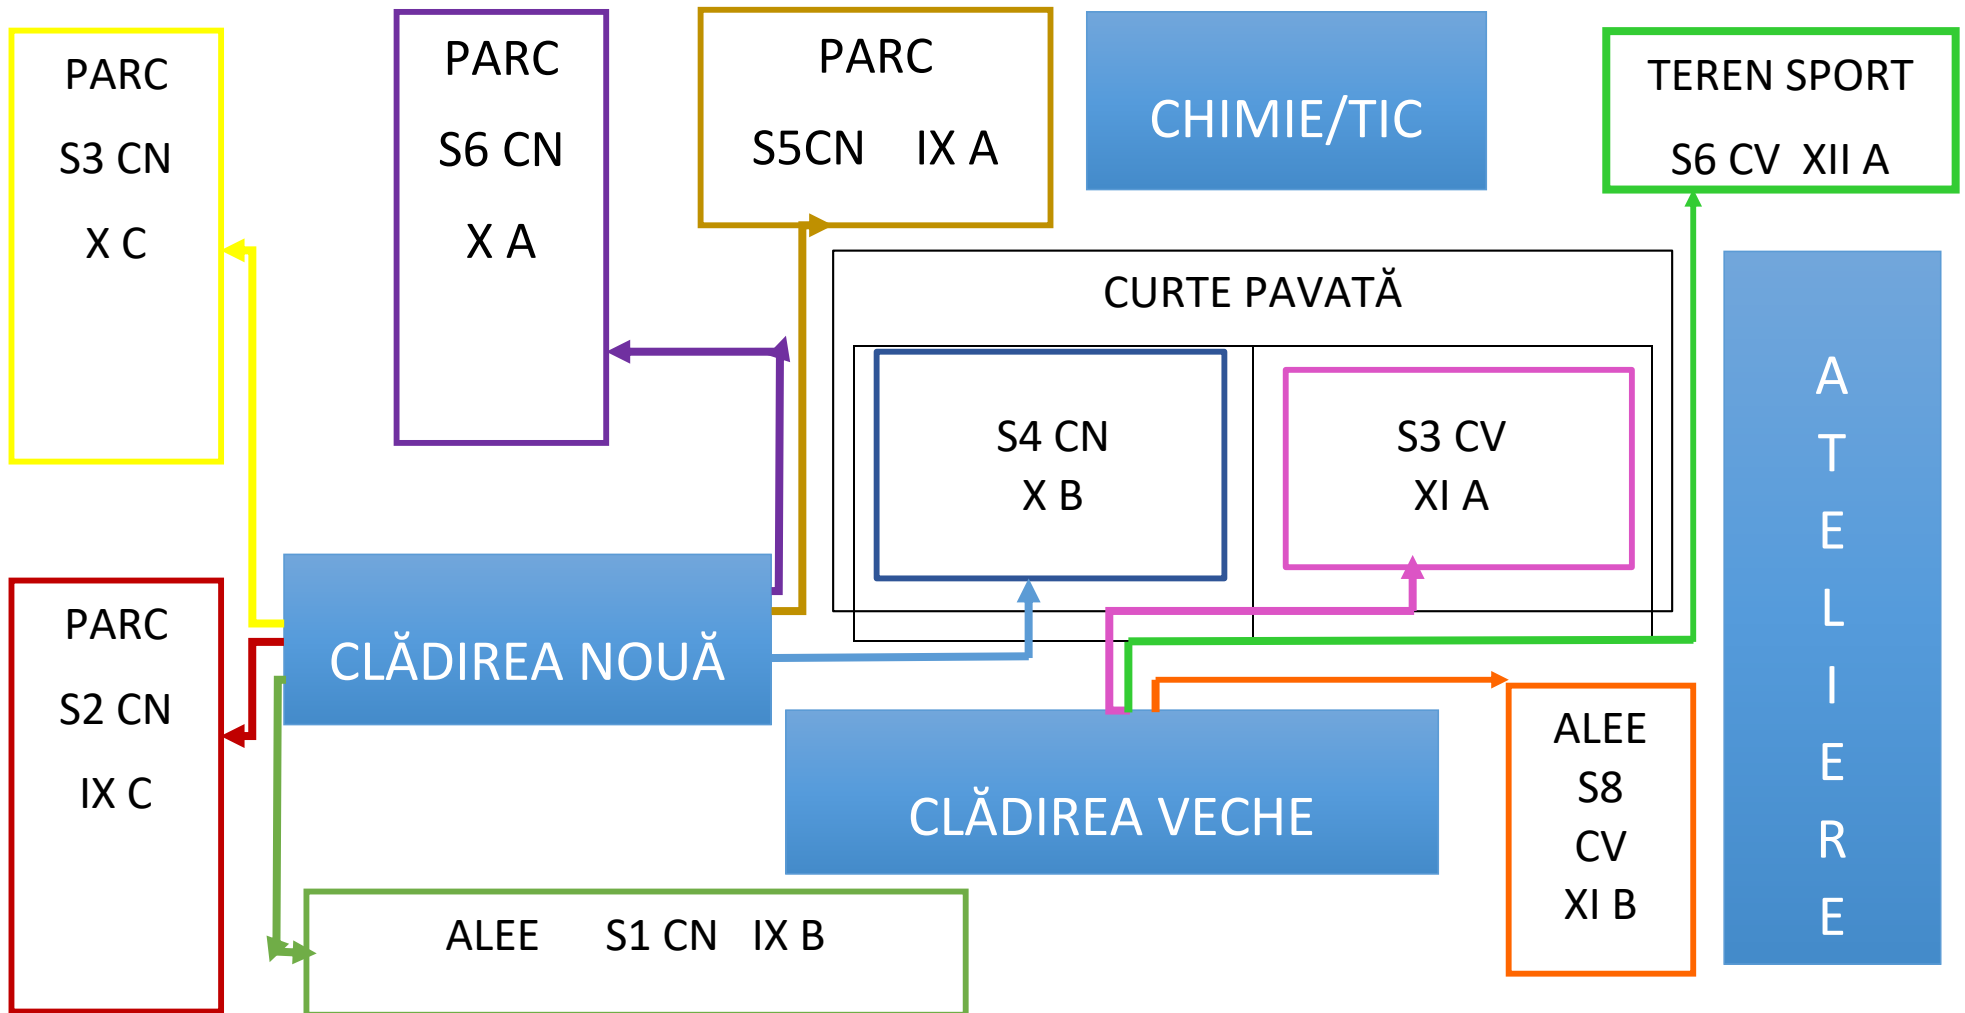 PARC
S3 CN
X C
PARC
S6 CN
X A
PARC
S5CN IX A
CHIMIE/TIC
TEREN SPORT
S6 CV XII A
CURTE PAVATĂ
S4 CN
X B
S3 CV
XI A
A
T
E
L
I
E
R
E
PARC
S2 CN
IX C
CLĂDIREA NOUĂ
CLĂDIREA VECHE
ALEE
S8
CV
XI B
ALEE S1 CN IX B